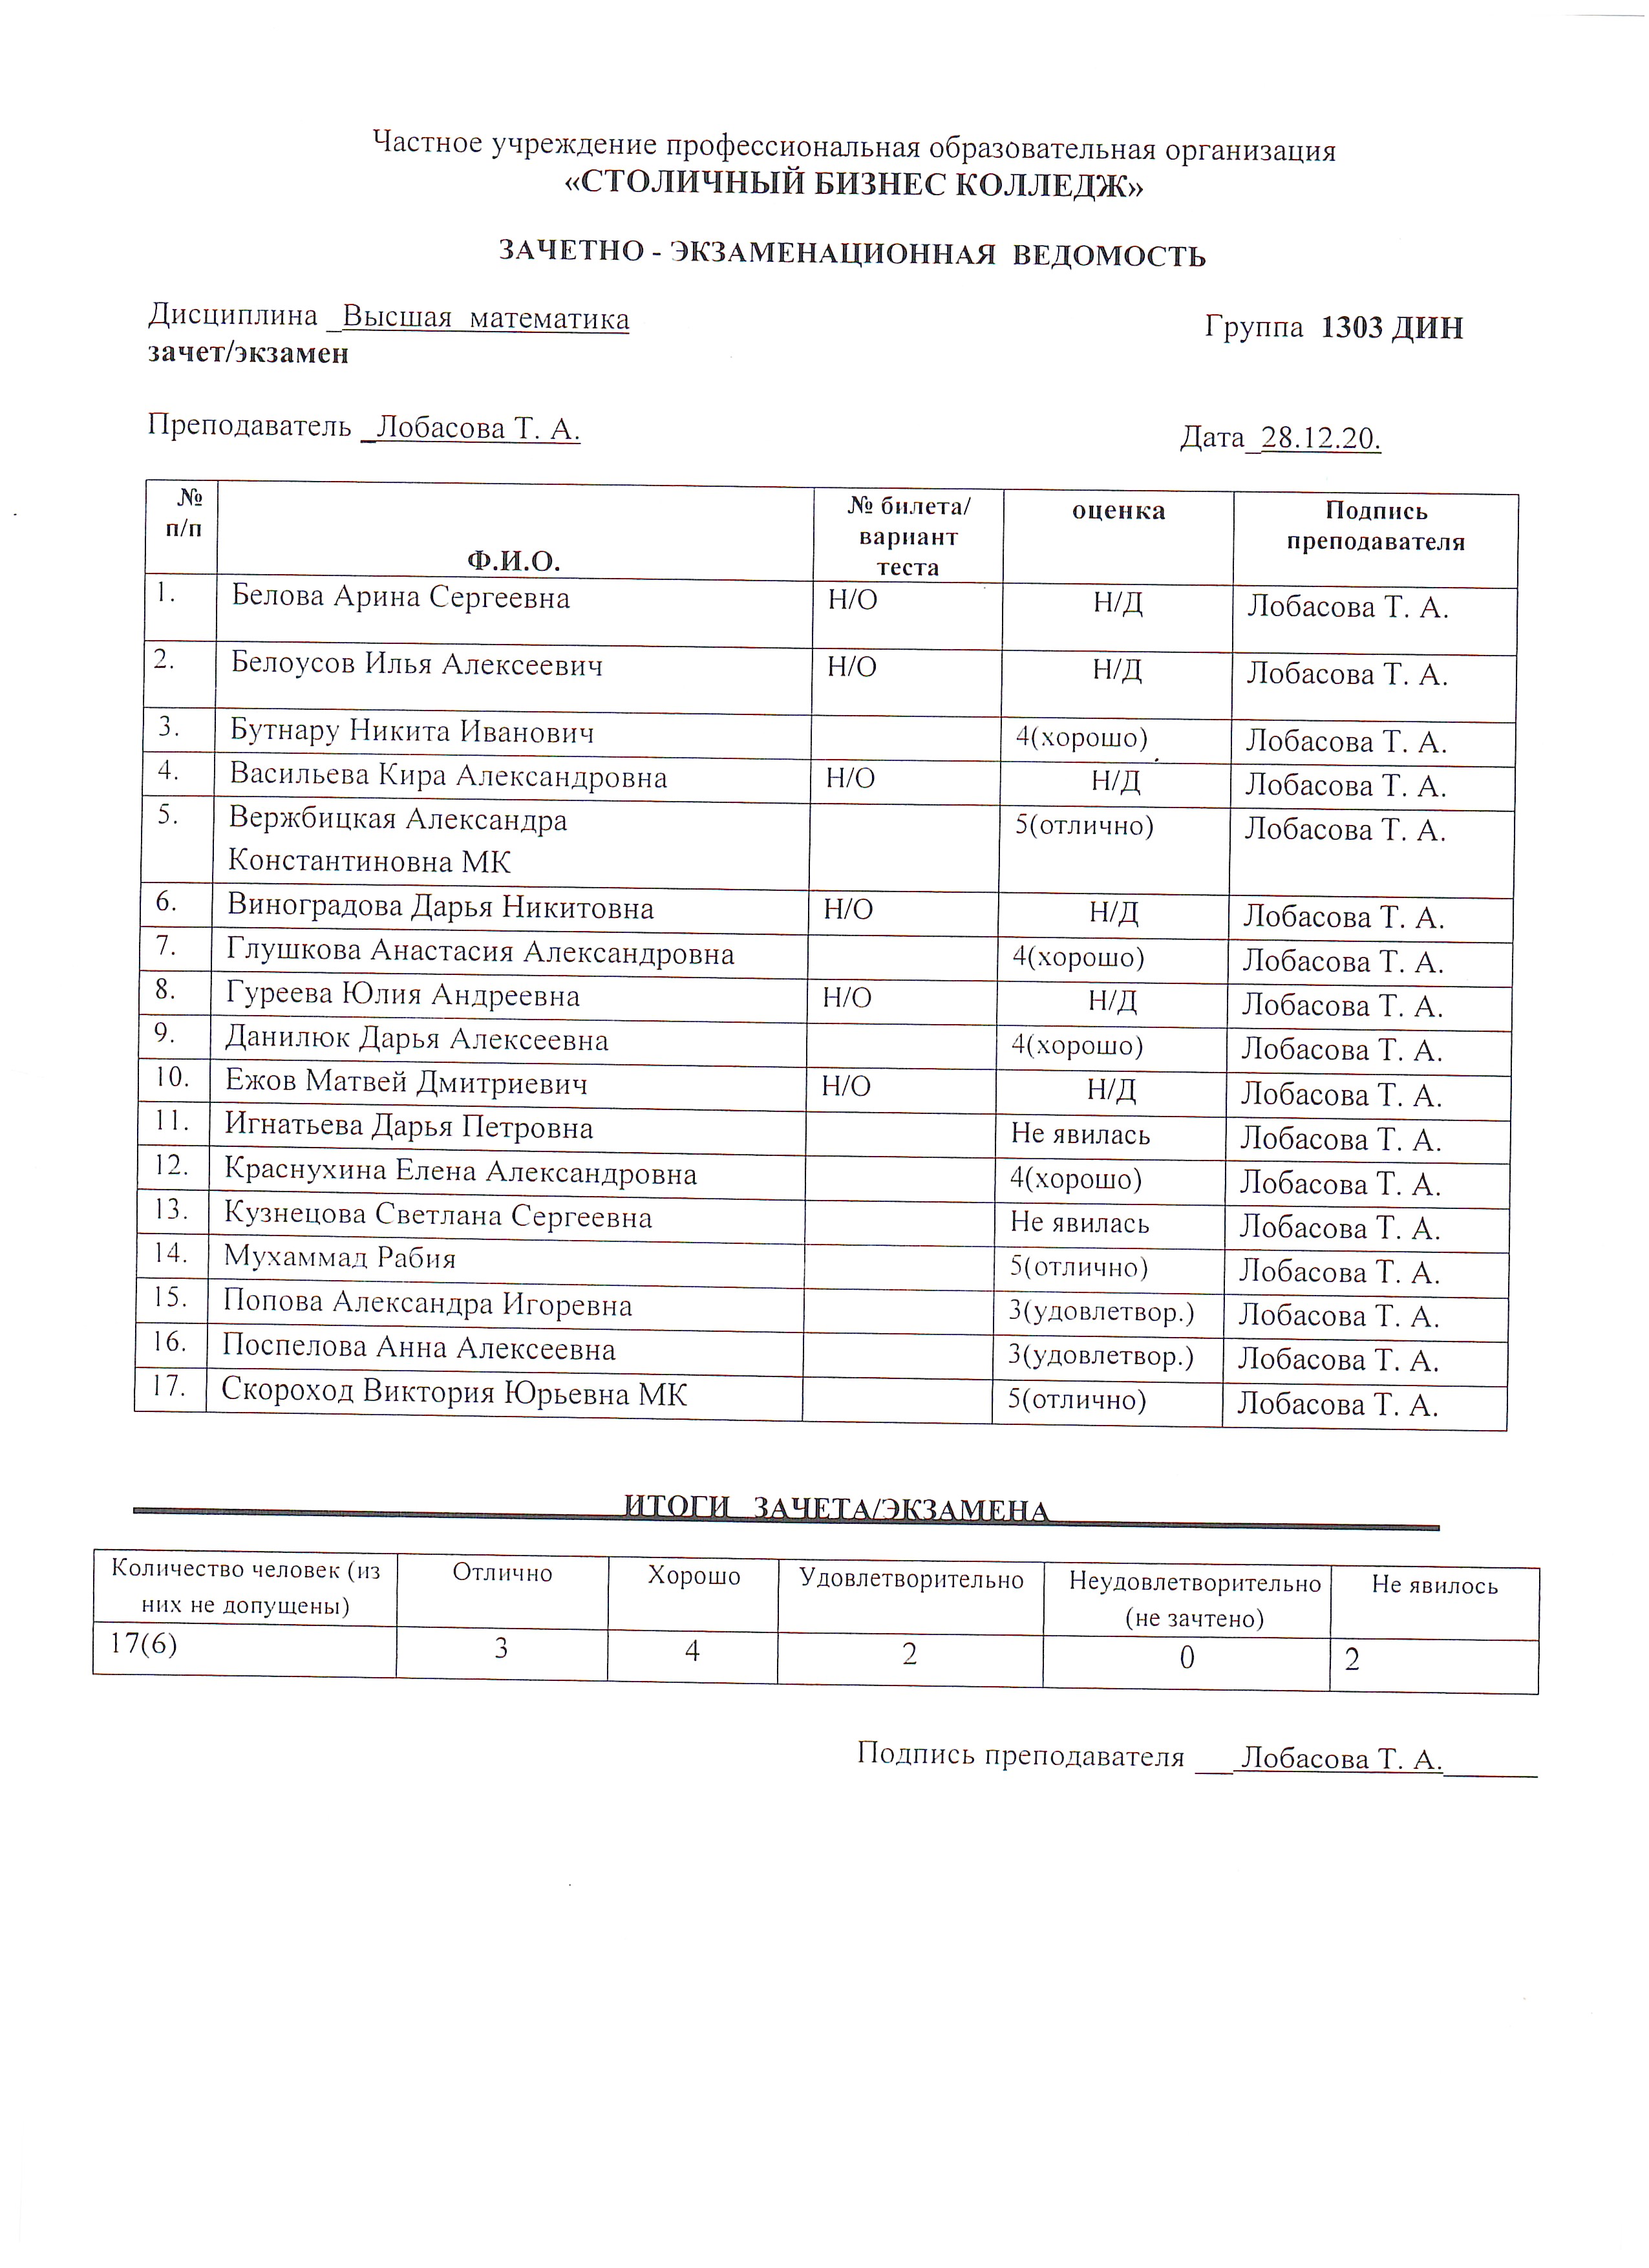 Частное учреждение профессиональная образовательная организация
«СТОЛИЧНЫЙ БИЗНЕС КОЛЛЕДЖ»
ЗАЧЕТНО - ЭКЗАМЕНАЦИОННАЯ ВЕДОМОСТЬ
Дисциплина _Высшая математика Группа 1303 ДИН
зачет/экзамен
Преподаватель _Лобасова Т. А. Дата_28.12.20.
№ п/п Ф.И.О. № билета/ вариант теста оценка Подпись преподавателя
1. Белова Арина Сергеевна Н/О Н/Д Лобасова Т. А.
2. Белоусов Илья Алексеевич Н/О Н/Д Лобасова Т. А.
3. Бутнару Никита Иванович 4(хорошо) Лобасова Т. А.
4. Васильева Кира Александровна Н/О Н/Д Лобасова Т. А.
5. Вержбицкая Александра Константиновна МК 5(отлично) Лобасова Т. А.
6. Виноградова Дарья Никитовна Н/О Н/Д Лобасова Т. А.
7. Глушкова Анастасия Александровна 4(хорошо) Лобасова Т. А.
8. Гуреева Юлия Андреевна Н/О Н/Д Лобасова Т. А.
9. Данилюк Дарья Алексеевна 4(хорошо) Лобасова Т. А.
10. Ежов Матвей Дмитриевич Н/О Н/Д Лобасова Т. А.
11. Игнатьева Дарья Петровна Не явилась Лобасова Т. А.
12. Краснухина Елена Александровна 4(хорошо) Лобасова Т. А.
13. Кузнецова Светлана Сергеевна Не явилась Лобасова Т. А.
14. Мухаммад Рабия 5(отлично) Лобасова Т. А.
15. Попова Александра Игоревна 3(удовлетвор.) Лобасова Т. А.
16. Поспелова Анна Алексеевна 3(удовлетвор.) Лобасова Т. А.
17. Скороход Виктория Юрьевна МК 5(отлично) Лобасова Т. А.
ИТОГИ ЗАЧЕТА/ЭКЗАМЕНА
Количество человек (из них не допущены) Отлично Хорошо Удовлетворительно Неудовлетворительно (не зачтено) Не явилось
17(6) 3 4 2 0 2
Подпись преподавателя ___Лобасова Т. А.______